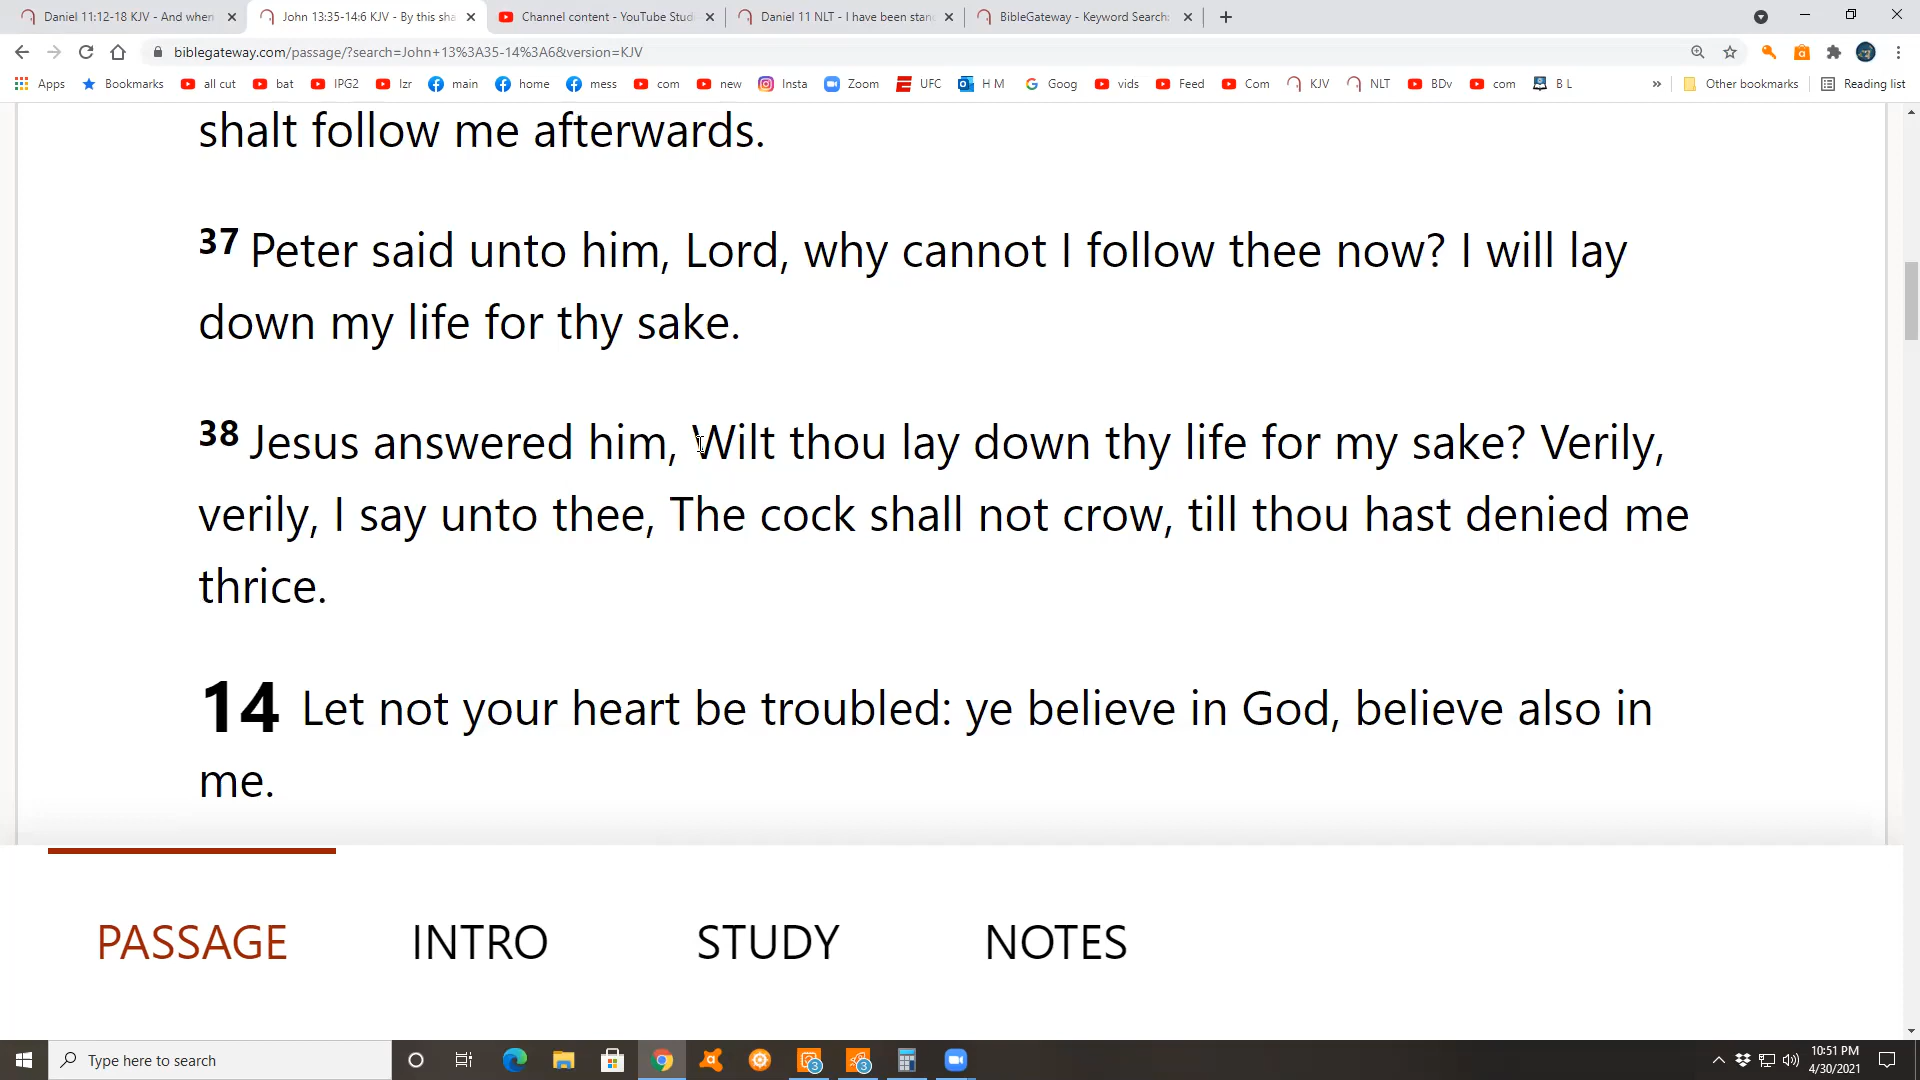 Daniel 11:12-18 KJV - And when
John 13:35-14:6 KJV - By this sha
Channel content - YouTube Stud
Daniel 11 NLT - I have been stan
BibleGateway - Keyword Search:
biblegateway.com/passage/?search=John+13%3A35-14%3A6&version=KJV
Apps Bookmarks all cut bat IPG2 lzr main home mess com new Insta Zoom UFC H M Goog vids Feed Com KJV NLT BDv com B L » Other bookmarks Reading list
shalt follow me afterwards.
37 Peter said unto him, Lord, why cannot I follow thee now? I will lay
down my life for thy sake.
38 Jesus answered him, Wilt thou lay down thy life for my sake? Verily,
verily, I say unto thee, The cock shall not crow, till thou hast denied me
thrice.
14 Let not your heart be troubled: ye believe in God, believe also in
me.
PASSAGE INTRO STUDY NOTES
Type here to search
3
3
10:51 PM
4/30/2021